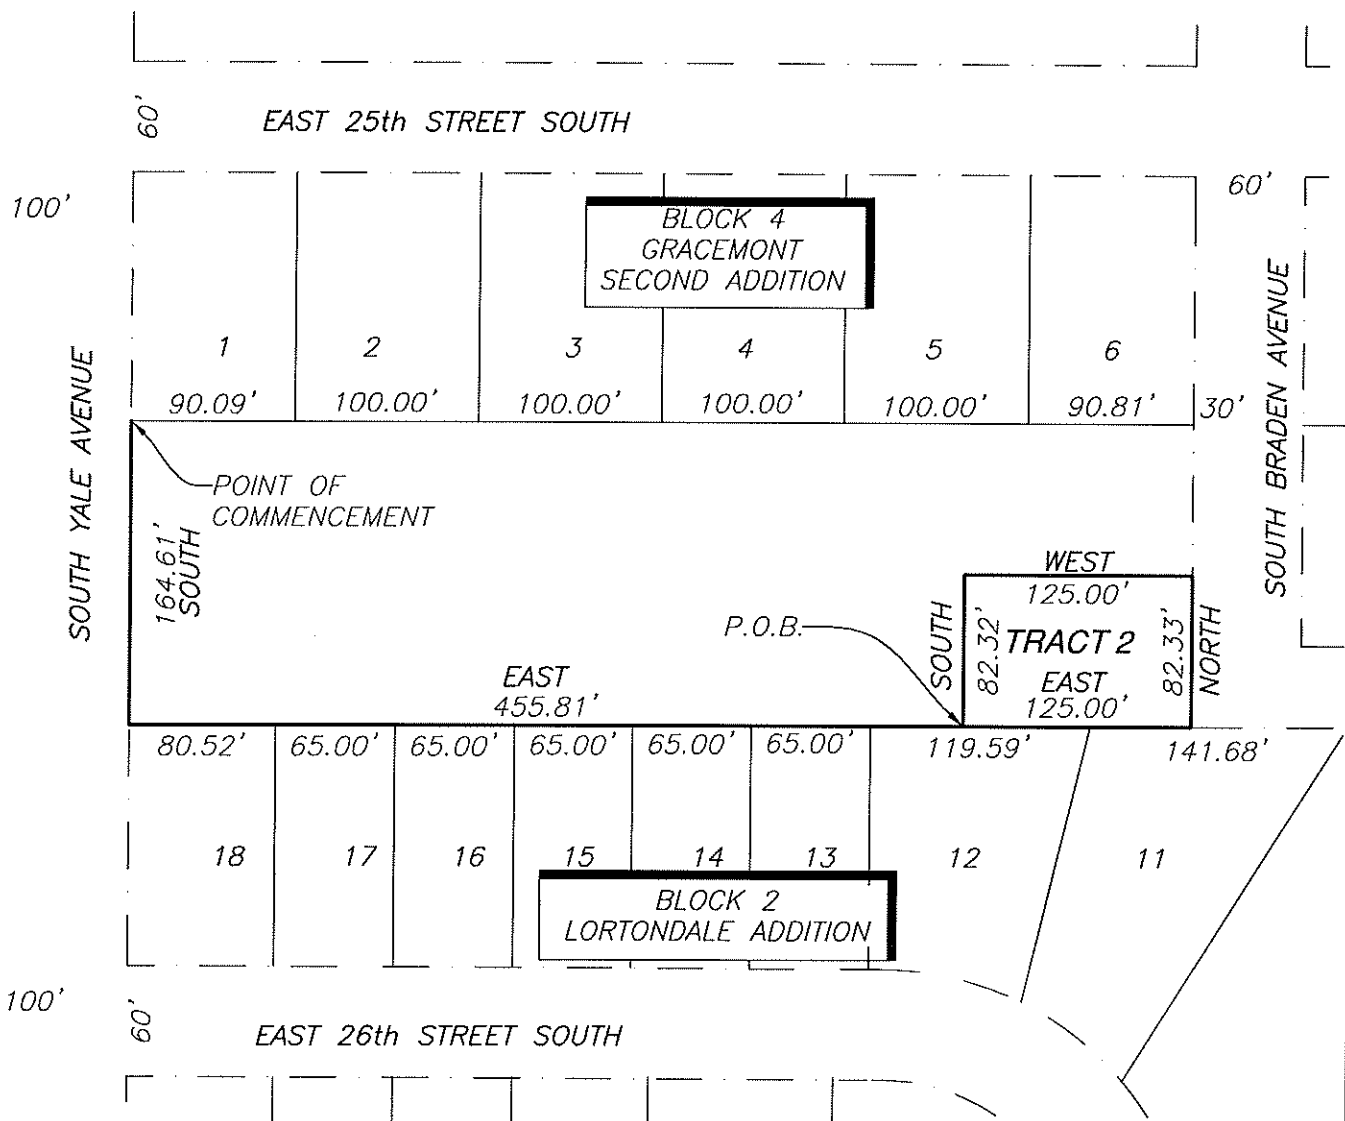 60'
EAST 25th STREET SOUTH
100'
60'
BLOCK 4
GRACEMONT
SECOND ADDITION
SOUTH YALE AVENUE
SOUTH BRADEN AVENUE
1
2
3
4
5
6
90.09'
100.00'
100.00'
100.00'
100.00'
90.81'
30'
POINT OF
COMMENCEMENT
164.61'
SOUTH
WEST
125.00'
P.O.B.
SOUTH
82.32'
TRACT 2
82.33'
NORTH
EAST
125.00'
EAST
455.81'
80.52'
65.00'
65.00'
65.00'
65.00'
65.00'
119.59'
141.68'
18
17
16
15
14
13
12
11
BLOCK 2
LORTONDALE ADDITION
100'
60'
EAST 26th STREET SOUTH